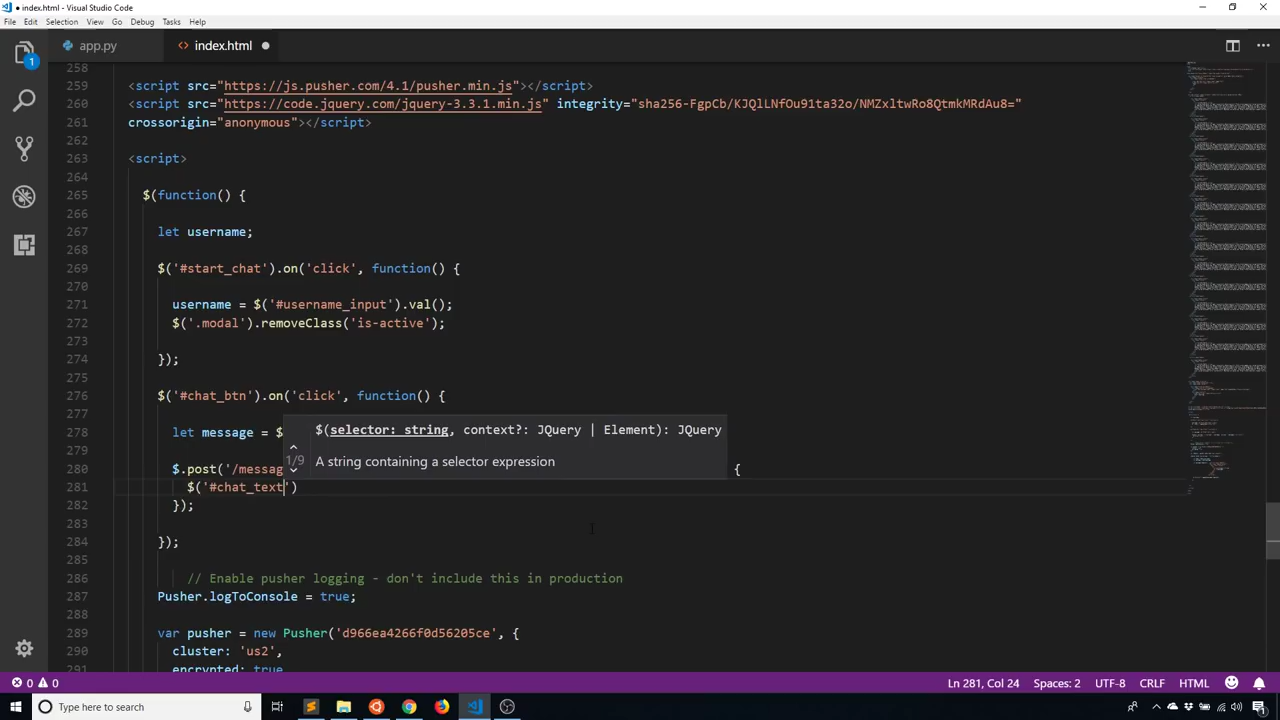 index.html - Visual Studio Code
File Edit Selection View Go Debug Tasks Help
app.py index.html
258
259 <script src="https://js.pusher.com/4.1/pusher.min.js"></script>
260 <script src="https://code.jquery.com/jquery-3.3.1.min.js" integrity="sha256-FgpCb/KJQlLNfOu91ta32o/NMZxltwRo8QtmkMRdAu8="
261 crossorigin="anonymous"></script>
262
263 <script>
264
265 $(function() {
266
267 let username;
268
269 $('#start_chat').on('click', function() {
270
271 username = $('#username_input').val();
272 $('.modal').removeClass('is-active');
273
274 });
275
276 $('#chat_btn').on('click', function() {
277
278 let message = $
$(selector: string, context?: JQuery | Element): JQuery
279
1/9 A string containing a selector expression
280 $.post('/messag {
281 $('#chat_text')
282 });
283
284 });
285
286 // Enable pusher logging - don't include this in production
287 Pusher.logToConsole = true;
288
289 var pusher = new Pusher('d966ea4266f0d56205ce', {
290 cluster: 'us2',
291 encrypted: true
1
0 0 Ln 281, Col 24 Spaces: 2 UTF-8 CRLF HTML
Type here to search